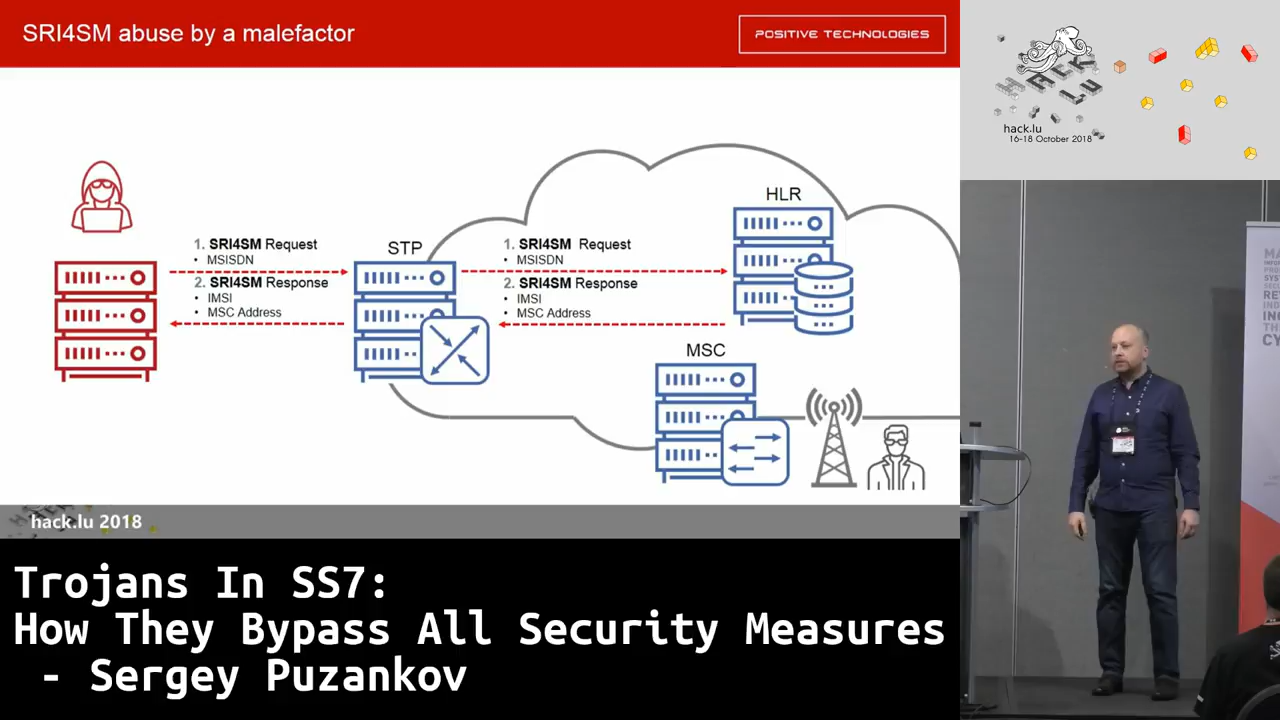 SRI4SM abuse by a malefactor
POSITIVE TECHNOLOGIES
HLR
1. SRI4SM Request
• MSISDN
2. SRI4SM Response
• IMSI
• MSC Address
STP
1. SRI4SM Request
• MSISDN
2. SRI4SM Response
• IMSI
• MSC Address
MSC
hack.lu 2018
HACK
LU
hack.lu
16-18 October 2018
Trojans In SS7:
How They Bypass All Security Measures
- Sergey Puzankov